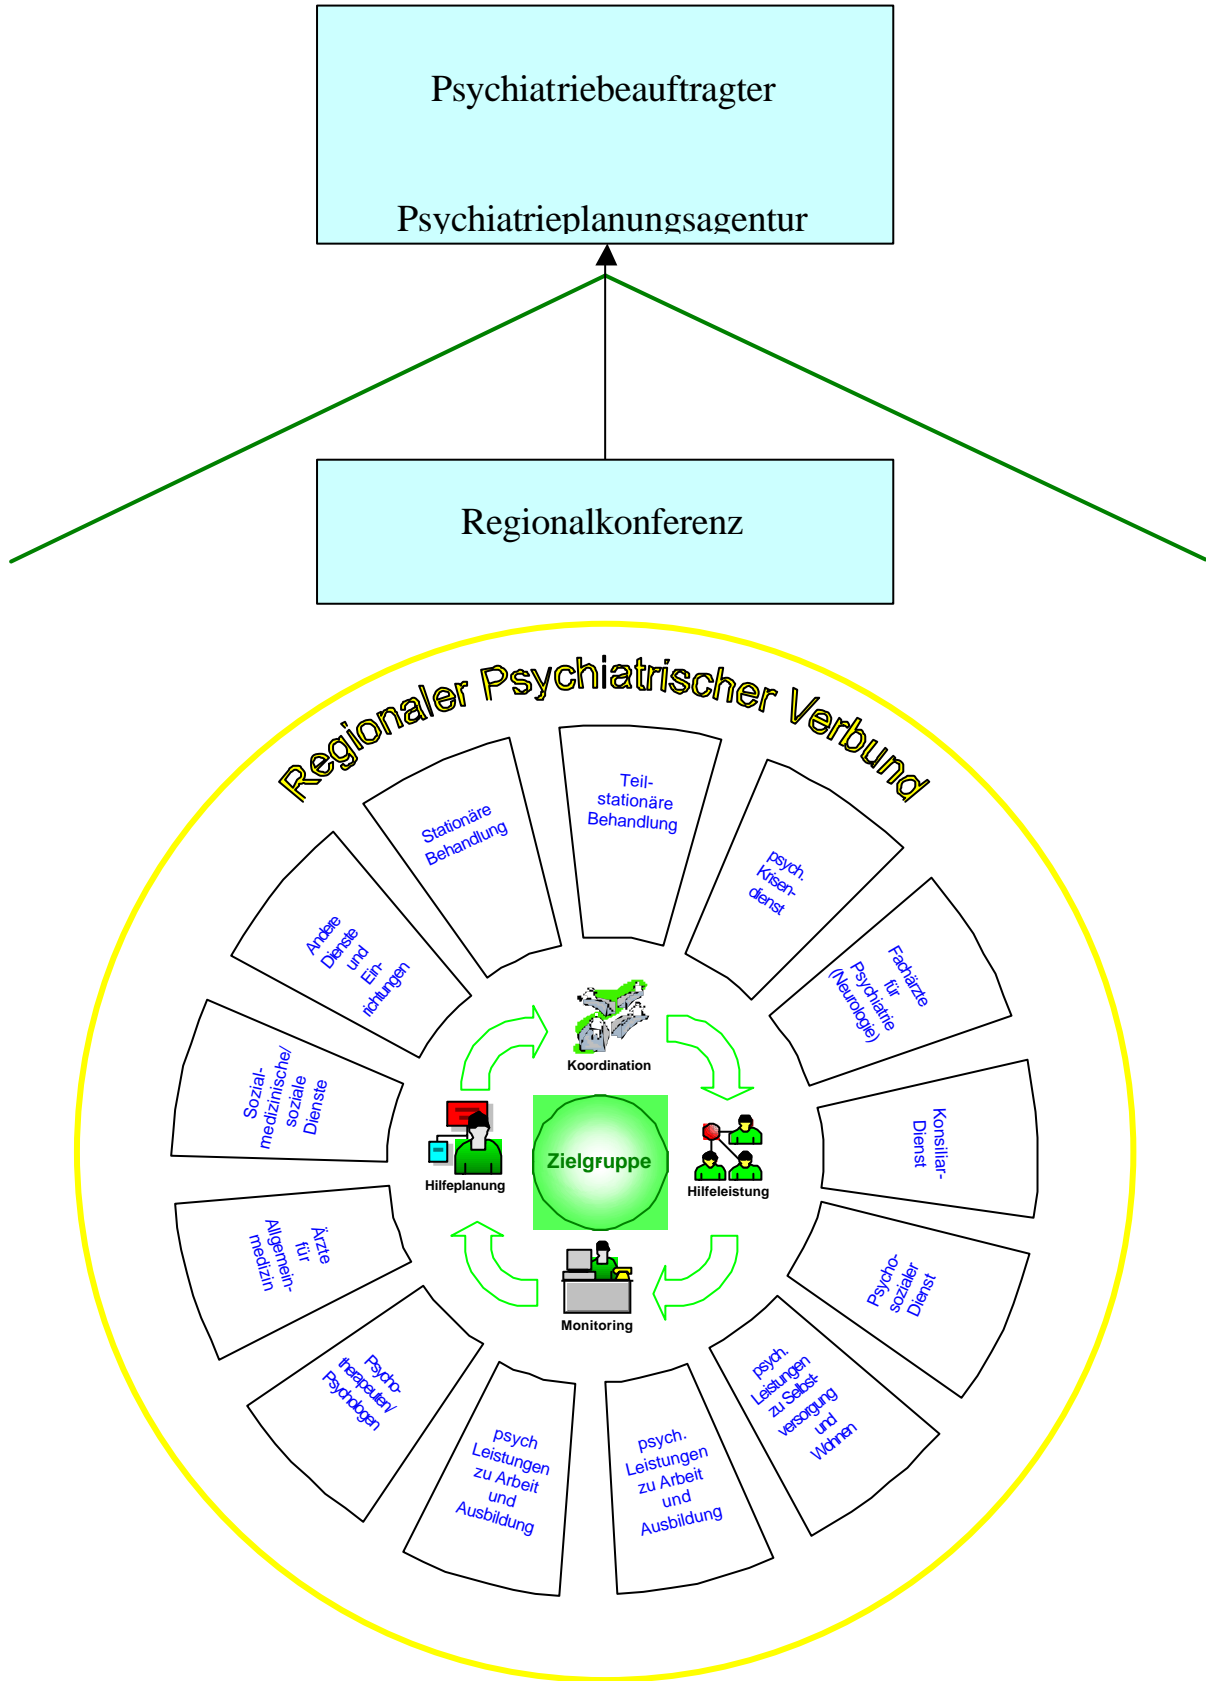 Psychiatriebeauftragter
Psychiatrieplanungsagentur
Regionalkonferenz
Regionaler Psychiatrischer Verbund
Teil-
stationäre
Behandlung
psych.
Krisen-
dienst
Fachärzte
für
Psychiatrie
(Neurologie)
Konsiliar-
Dienst
Psycho-
sozialer
Dienst
psych.
Leistungen
zu Selbst-
versorgung
und
Wohnen
psych.
Leistungen
zu Arbeit
und
Ausbildung
psych
Leistungen
zu Arbeit
und
Ausbildung
Psycho-
therapeuten/
Psychologen
Ärzte
für
Allgemein-
medizin
Sozial-
medizinische/
soziale
Dienste
Andere
Dienste
und
Ein-
richtungen
Stationäre
Behandlung
Koordination
Hilfeleistung
Monitoring
Hilfeplanung
Zielgruppe